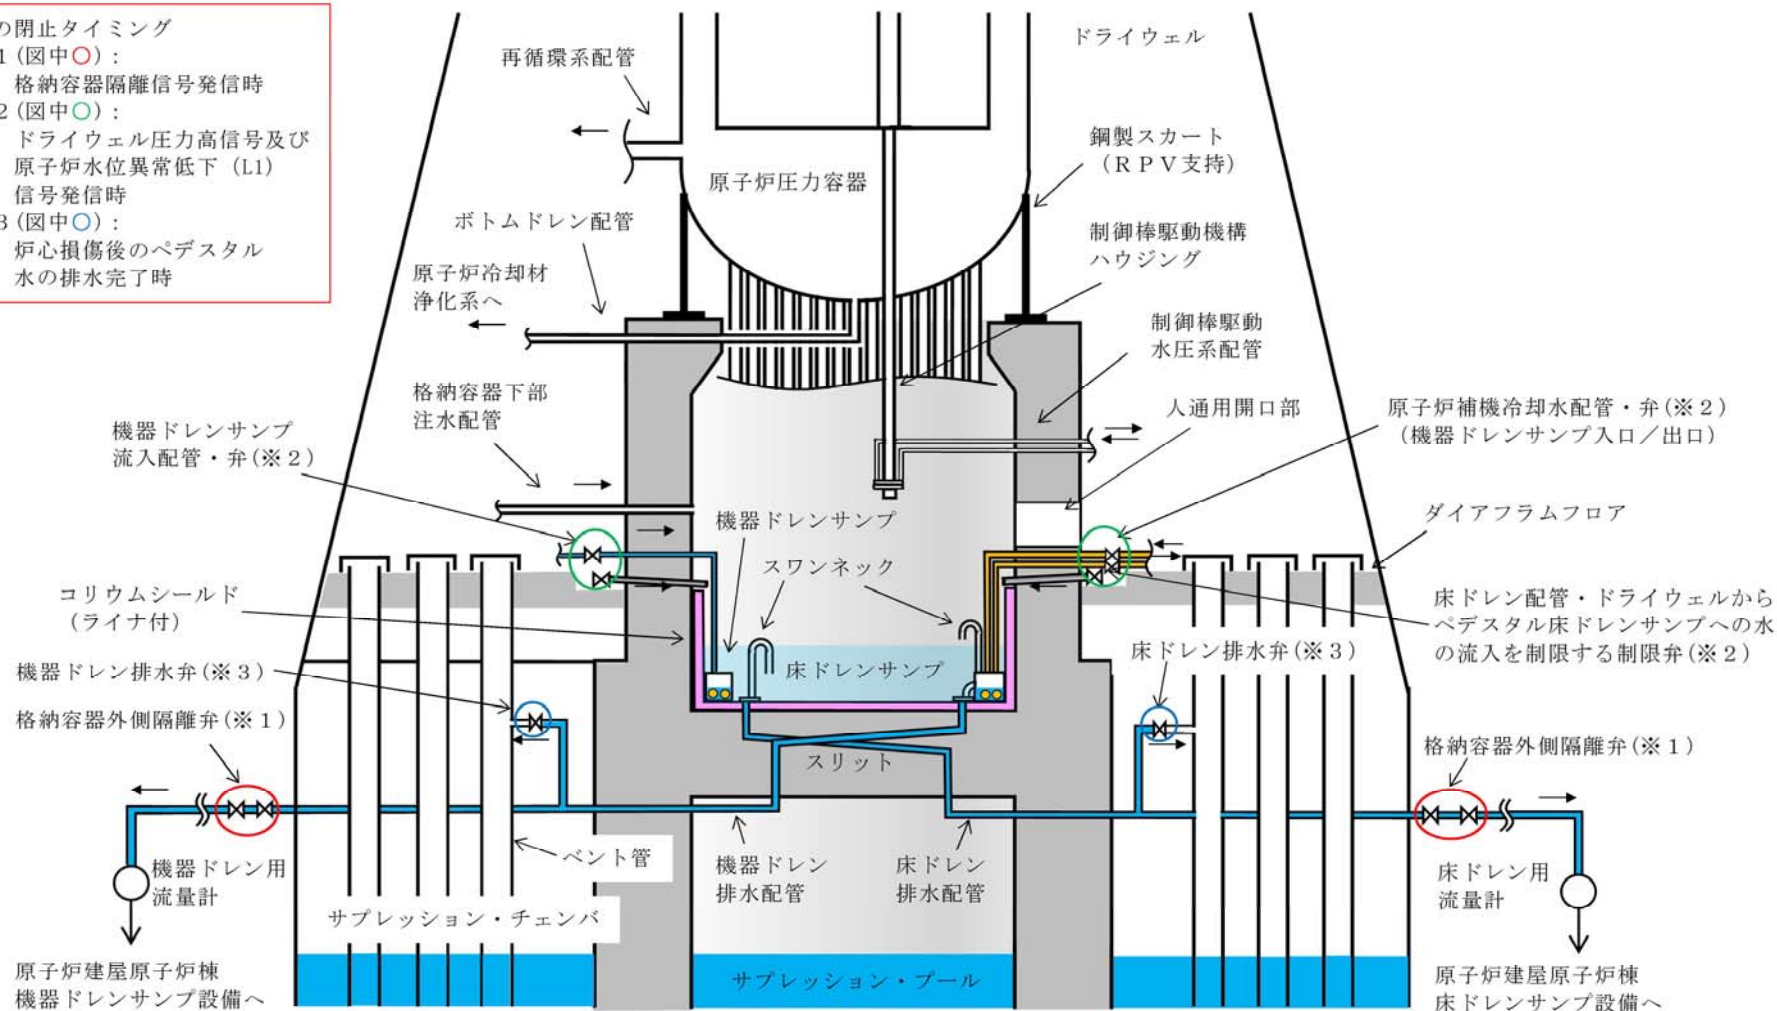 の閉止タイミング
1(図中○)：
格納容器隔離信号発信時
2(図中○)：
ドライウェル圧力高信号及び
原子炉水位異常低下（L1）
信号発信時
3(図中○)：
炉心損傷後のペデスタル
水の排水完了時
ドライウェル
再循環系配管
鋼製スカート
（ＲＰＶ支持）
原子炉圧力容器
ボトムドレン配管
制御棒駆動機構
ハウジング
原子炉冷却材
浄化系へ
制御棒駆動
水圧系配管
格納容器下部
注水配管
人通用開口部
原子炉補機冷却水配管・弁(※２)
（機器ドレンサンプ入口／出口）
機器ドレンサンプ
流入配管・弁(※２)
機器ドレンサンプ
ダイアフラムフロア
スワンネック
コリウムシールド
（ライナ付）
床ドレン配管・ドライウェルから
ペデスタル床ドレンサンプへの水
の流入を制限する制限弁(※２)
機器ドレン排水弁(※３)
床ドレンサンプ
床ドレン排水弁(※３)
格納容器外側隔離弁(※１)
格納容器外側隔離弁(※１)
スリット
ベント管
機器ドレン
排水配管
床ドレン
排水配管
機器ドレン用
流量計
床ドレン用
流量計
サプレッション・チェンバ
サプレッション・プール
原子炉建屋原子炉棟
機器ドレンサンプ設備へ
原子炉建屋原子炉棟
床ドレンサンプ設備へ